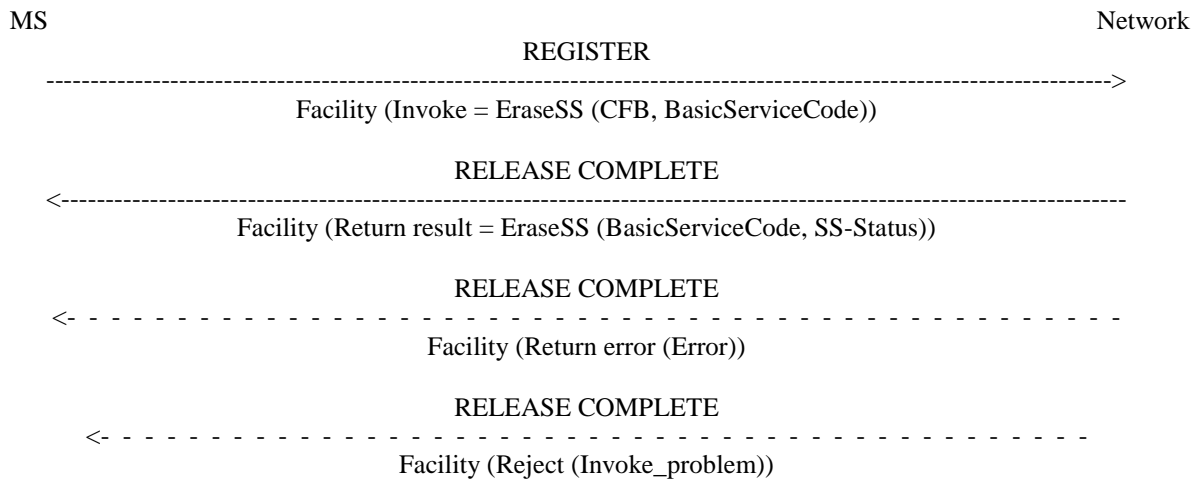 MS Network
REGISTER
------------------------------------------------------------------------------------------------------------------------>
Facility (Invoke = EraseSS (CFB, BasicServiceCode))
RELEASE COMPLETE
<------------------------------------------------------------------------------------------------------------------------
Facility (Return result = EraseSS (BasicServiceCode, SS-Status))
RELEASE COMPLETE
<- - - - - - - - - - - - - - - - - - - - - - - - - - - - - - - - - - - - - - - - - - - - - - -
Facility (Return error (Error))
RELEASE COMPLETE
<- - - - - - - - - - - - - - - - - - - - - - - - - - - - - - - - - - - - - - - - - - -
Facility (Reject (Invoke_problem))